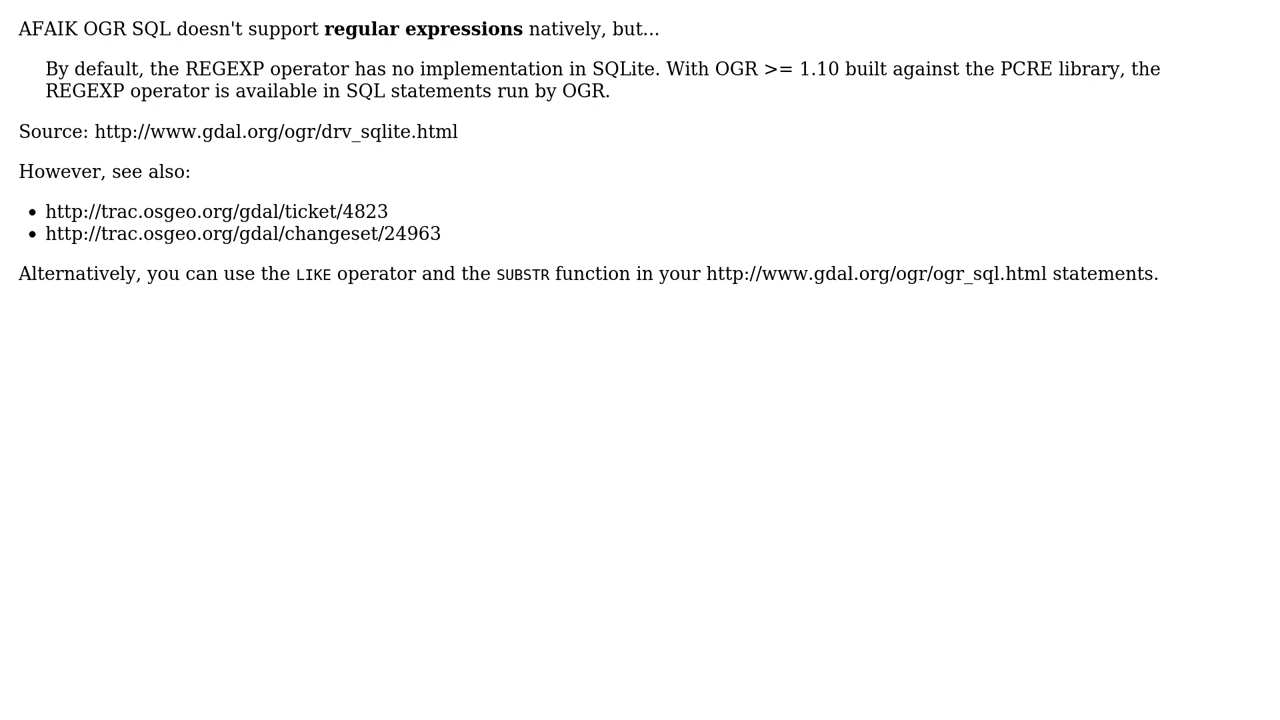 AFAIK OGR SQL doesn't support regular expressions natively, but...
By default, the REGEXP operator has no implementation in SQLite. With OGR >= 1.10 built against the PCRE library, the
REGEXP operator is available in SQL statements run by OGR.
Source: http://www.gdal.org/ogr/drv_sqlite.html
However, see also:
• http://trac.osgeo.org/gdal/ticket/4823
• http://trac.osgeo.org/gdal/changeset/24963
Alternatively, you can use the LIKE operator and the SUBSTR function in your http://www.gdal.org/ogr/ogr_sql.html statements.